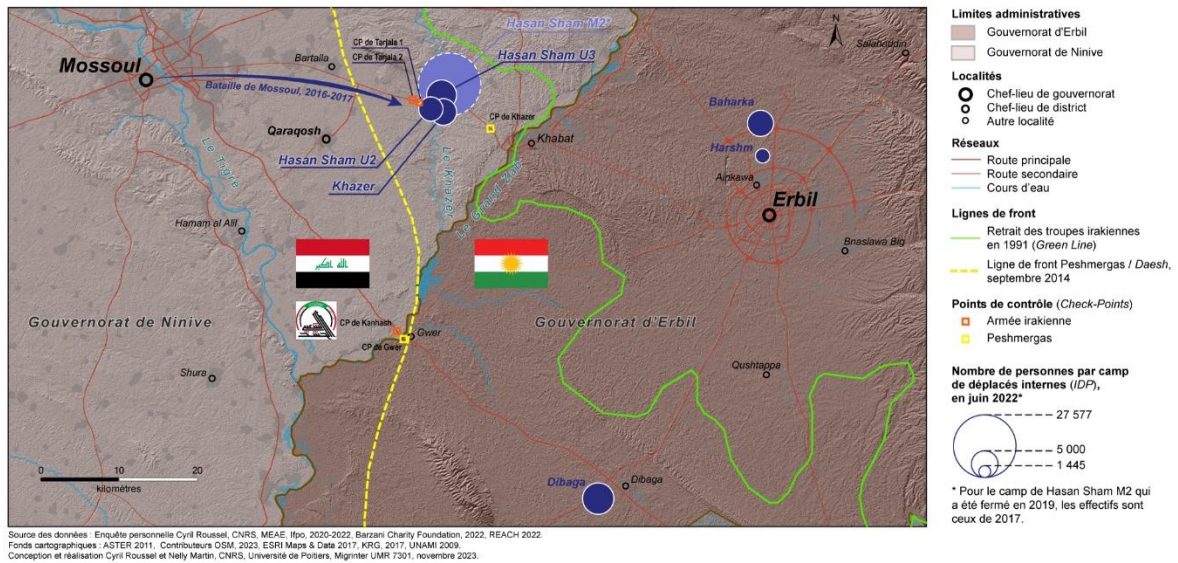 Hasan Sham M2*
CP de Tarjala 1
CP de Tarjala 2
Hasan Sham U3
Salaheddin
Bartalla
Mossoul
Bataille de Mossoul, 2016-2017
Baharka
CP de Khazer
Khabat
Qaraqosh
Harshm
Hasan Sham U2
Le Tigre
Le Khazer
Khazer
Ainkawa
Erbil
Le Grand Zab
Hamam al Alil
Bnaslawa Big
الله اكبر
Gouvernorat de Ninive
CP de Kanhash
Gwer
CP de Gwer
Gouvernorat d'Erbil
Shura
Qushtappa
Dibaga
Dibaga
0 10 20
kilomètres
N
Limites administratives
Gouvernorat d'Erbil
Gouvernorat de Ninive
Localités
Chef-lieu de gouvernorat
Chef-lieu de district
Autre localité
Réseaux
Route principale
Route secondaire
Cours d'eau
Lignes de front
Retrait des troupes irakiennes
en 1991 (Green Line)
Ligne de front Peshmergas / Daesh,
septembre 2014
Points de contrôle (Check-Points)
Armée irakienne
Peshmergas
Nombre de personnes par camp
de déplacés internes (IDP),
en juin 2022*
27 577
5 000
1 445
* Pour le camp de Hasan Sham M2 qui
a été fermé en 2019, les effectifs sont
ceux de 2017.
Source des données : Enquête personnelle Cyril Roussel, CNRS, MEAE, Ifpo, 2020-2022, Barzani Charity Foundation, 2022, REACH 2022.
Fonds cartographiques : ASTER 2011, Contributeurs OSM, 2023, ESRI Maps & Data 2017, KRG, 2017, UNAMI 2009.
Conception et réalisation Cyril Roussel et Nelly Martin, CNRS, Université de Poitiers, Migrinter UMR 7301, novembre 2023.